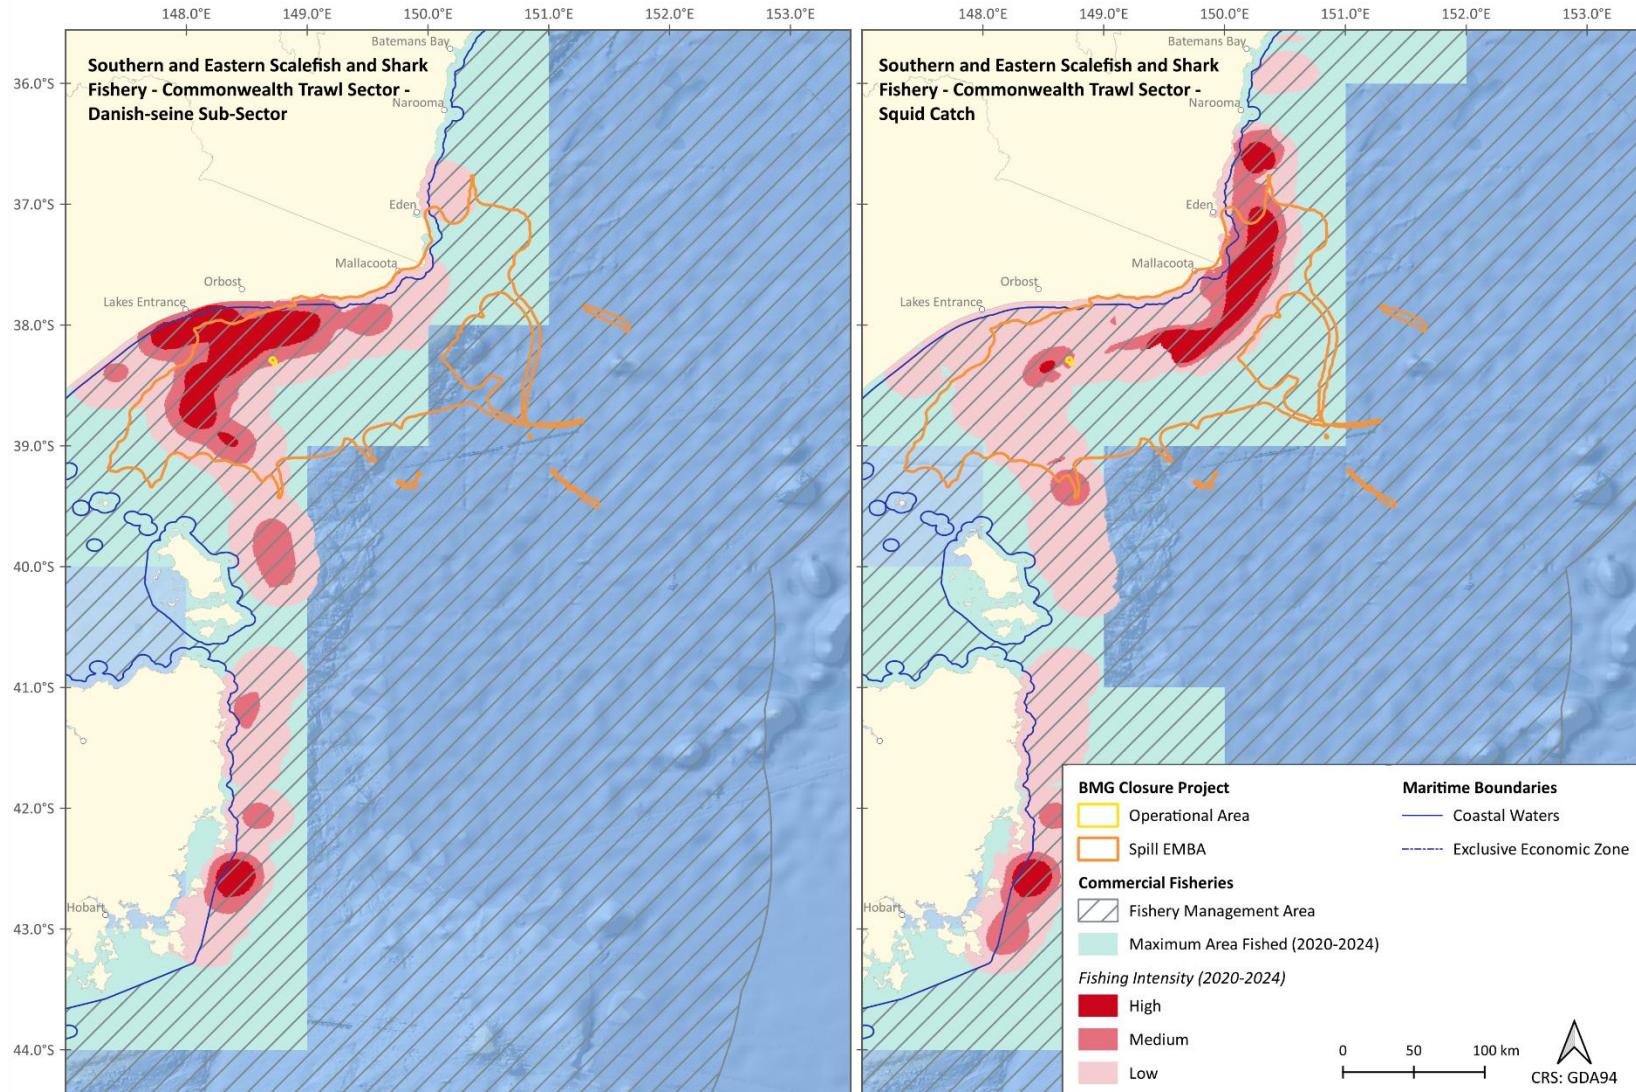 148.0°E 149.0°E 150.0°E 151.0°E 152.0°E 153.0°E
148.0°E 149.0°E 150.0°E 151.0°E 152.0°E 153.0°E
36.0°S
37.0°S
38.0°S
39.0°S
40.0°S
41.0°S
42.0°S
43.0°S
44.0°S
Southern and Eastern Scalefish and Shark
Fishery - Commonwealth Trawl Sector -
Danish-seine Sub-Sector
Batemans Bay
Narooma
Eden
Mallacoota
Orbost
Lakes Entrance
Hobart
Southern and Eastern Scalefish and Shark
Fishery - Commonwealth Trawl Sector -
Squid Catch
Batemans Bay
Narooma
Eden
Mallacoota
Orbost
Lakes Entrance
Hobart
BMG Closure Project
Operational Area
Spill EMBA
Commercial Fisheries
Fishery Management Area
Maximum Area Fished (2020-2024)
Fishing Intensity (2020-2024)
High
Medium
Low
Maritime Boundaries
Coastal Waters
Exclusive Economic Zone
0 50 100 km
CRS: GDA94